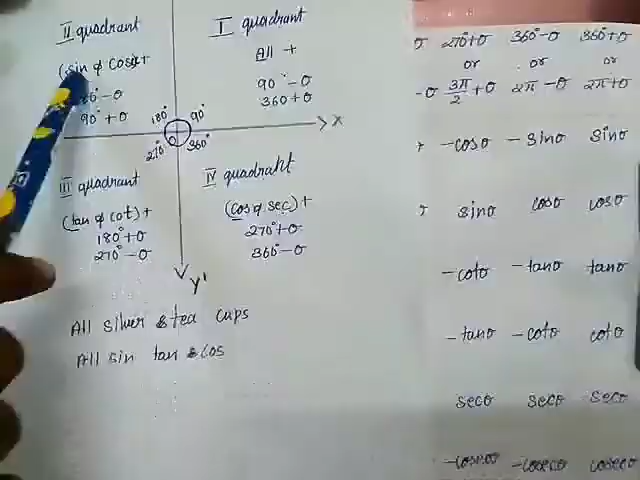 II quadrant
I quadrant
(sin & cosec)+
All +
90°-θ
90°+θ
360+θ
180° 90°
X
270° 360°
III quadrant
IV quadrant
(tan & cot)+
(cos & sec)+
180°+θ
270°+θ
270°-θ
360°-θ
Y'
All silver & tea cups
All sin tan & cos
θ 270+θ 360°-θ 360+θ
or or or
-θ 3π/2+θ 2π-θ 2π+θ
-cosθ -sinθ sinθ
sinθ cosθ cosθ
-cotθ -tanθ tanθ
-tanθ -cotθ cotθ
secθ secθ
-secθ -cosecθ cosecθ